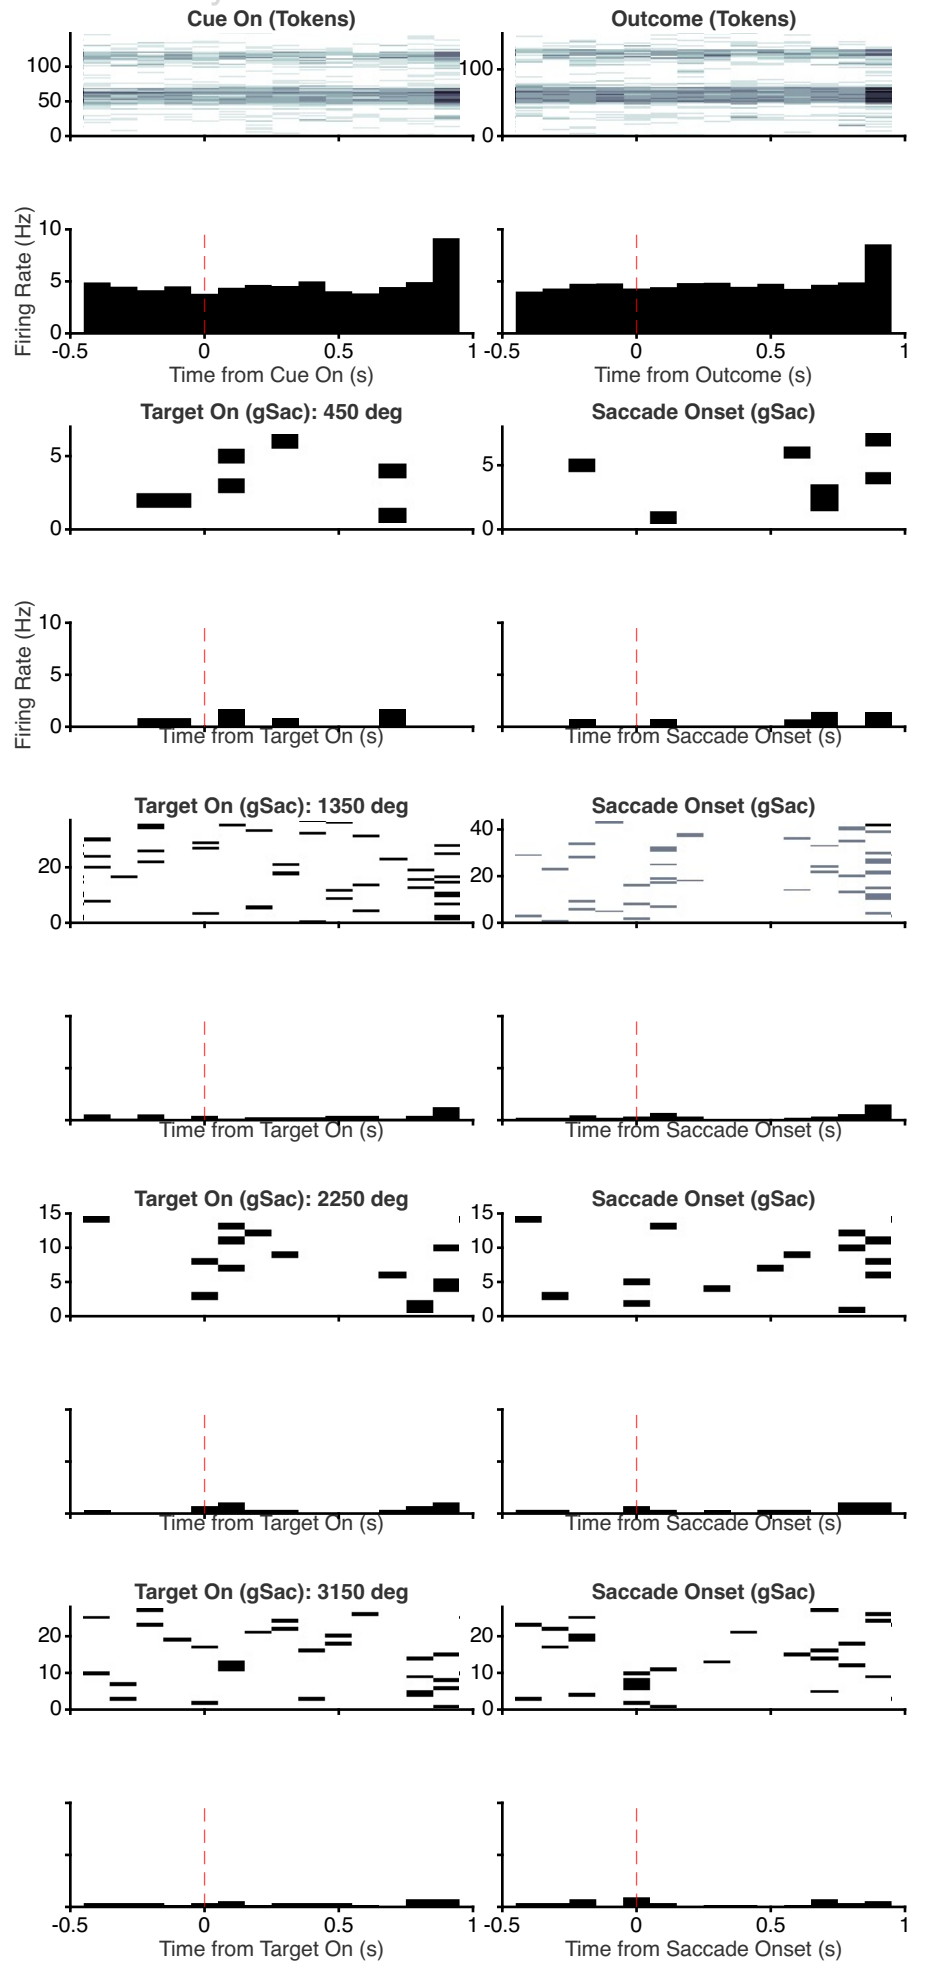 Cue On (Tokens) Outcome (Tokens)
100 100
50
0 0
10
Firing Rate (Hz)
5
0
-0.5 0 0.5 1 -0.5 0 0.5 1
Time from Cue On (s) Time from Outcome (s)
Target On (gSac): 450 deg Saccade Onset (gSac)
5 5
0 0
10
Firing Rate (Hz)
5
0
Time from Target On (s) Time from Saccade Onset (s)
Target On (gSac): 1350 deg Saccade Onset (gSac)
40
20 20
0 0
Time from Target On (s) Time from Saccade Onset (s)
Target On (gSac): 2250 deg Saccade Onset (gSac)
15 15
10 10
5 5
0 0
Time from Target On (s) Time from Saccade Onset (s)
Target On (gSac): 3150 deg Saccade Onset (gSac)
20 20
10 10
0 0
-0.5 0 0.5 1 -0.5 0 0.5 1
Time from Target On (s) Time from Saccade Onset (s)